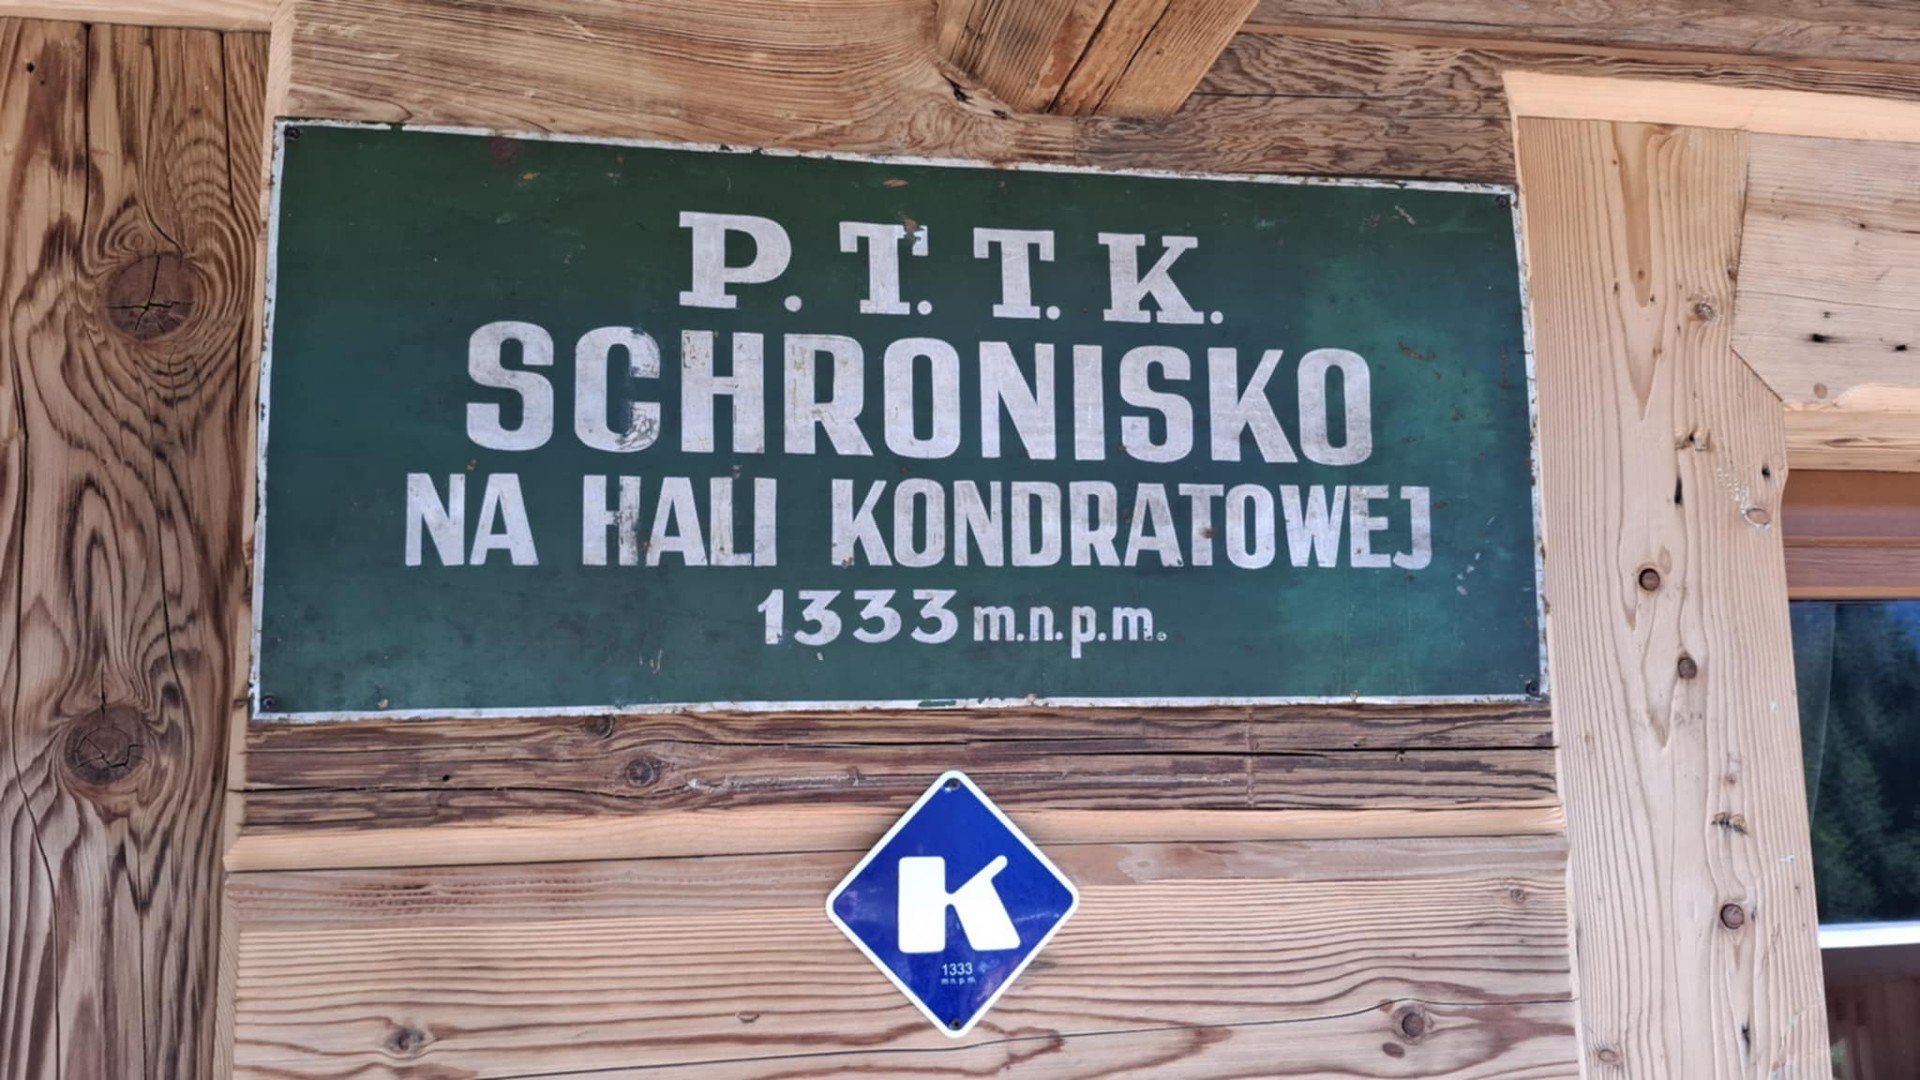 P.T.T.K.
SCHRONISKO
NA HALI KONDRATOWEJ
1333 m.n.p.m.
K
1333
m n.p.m.